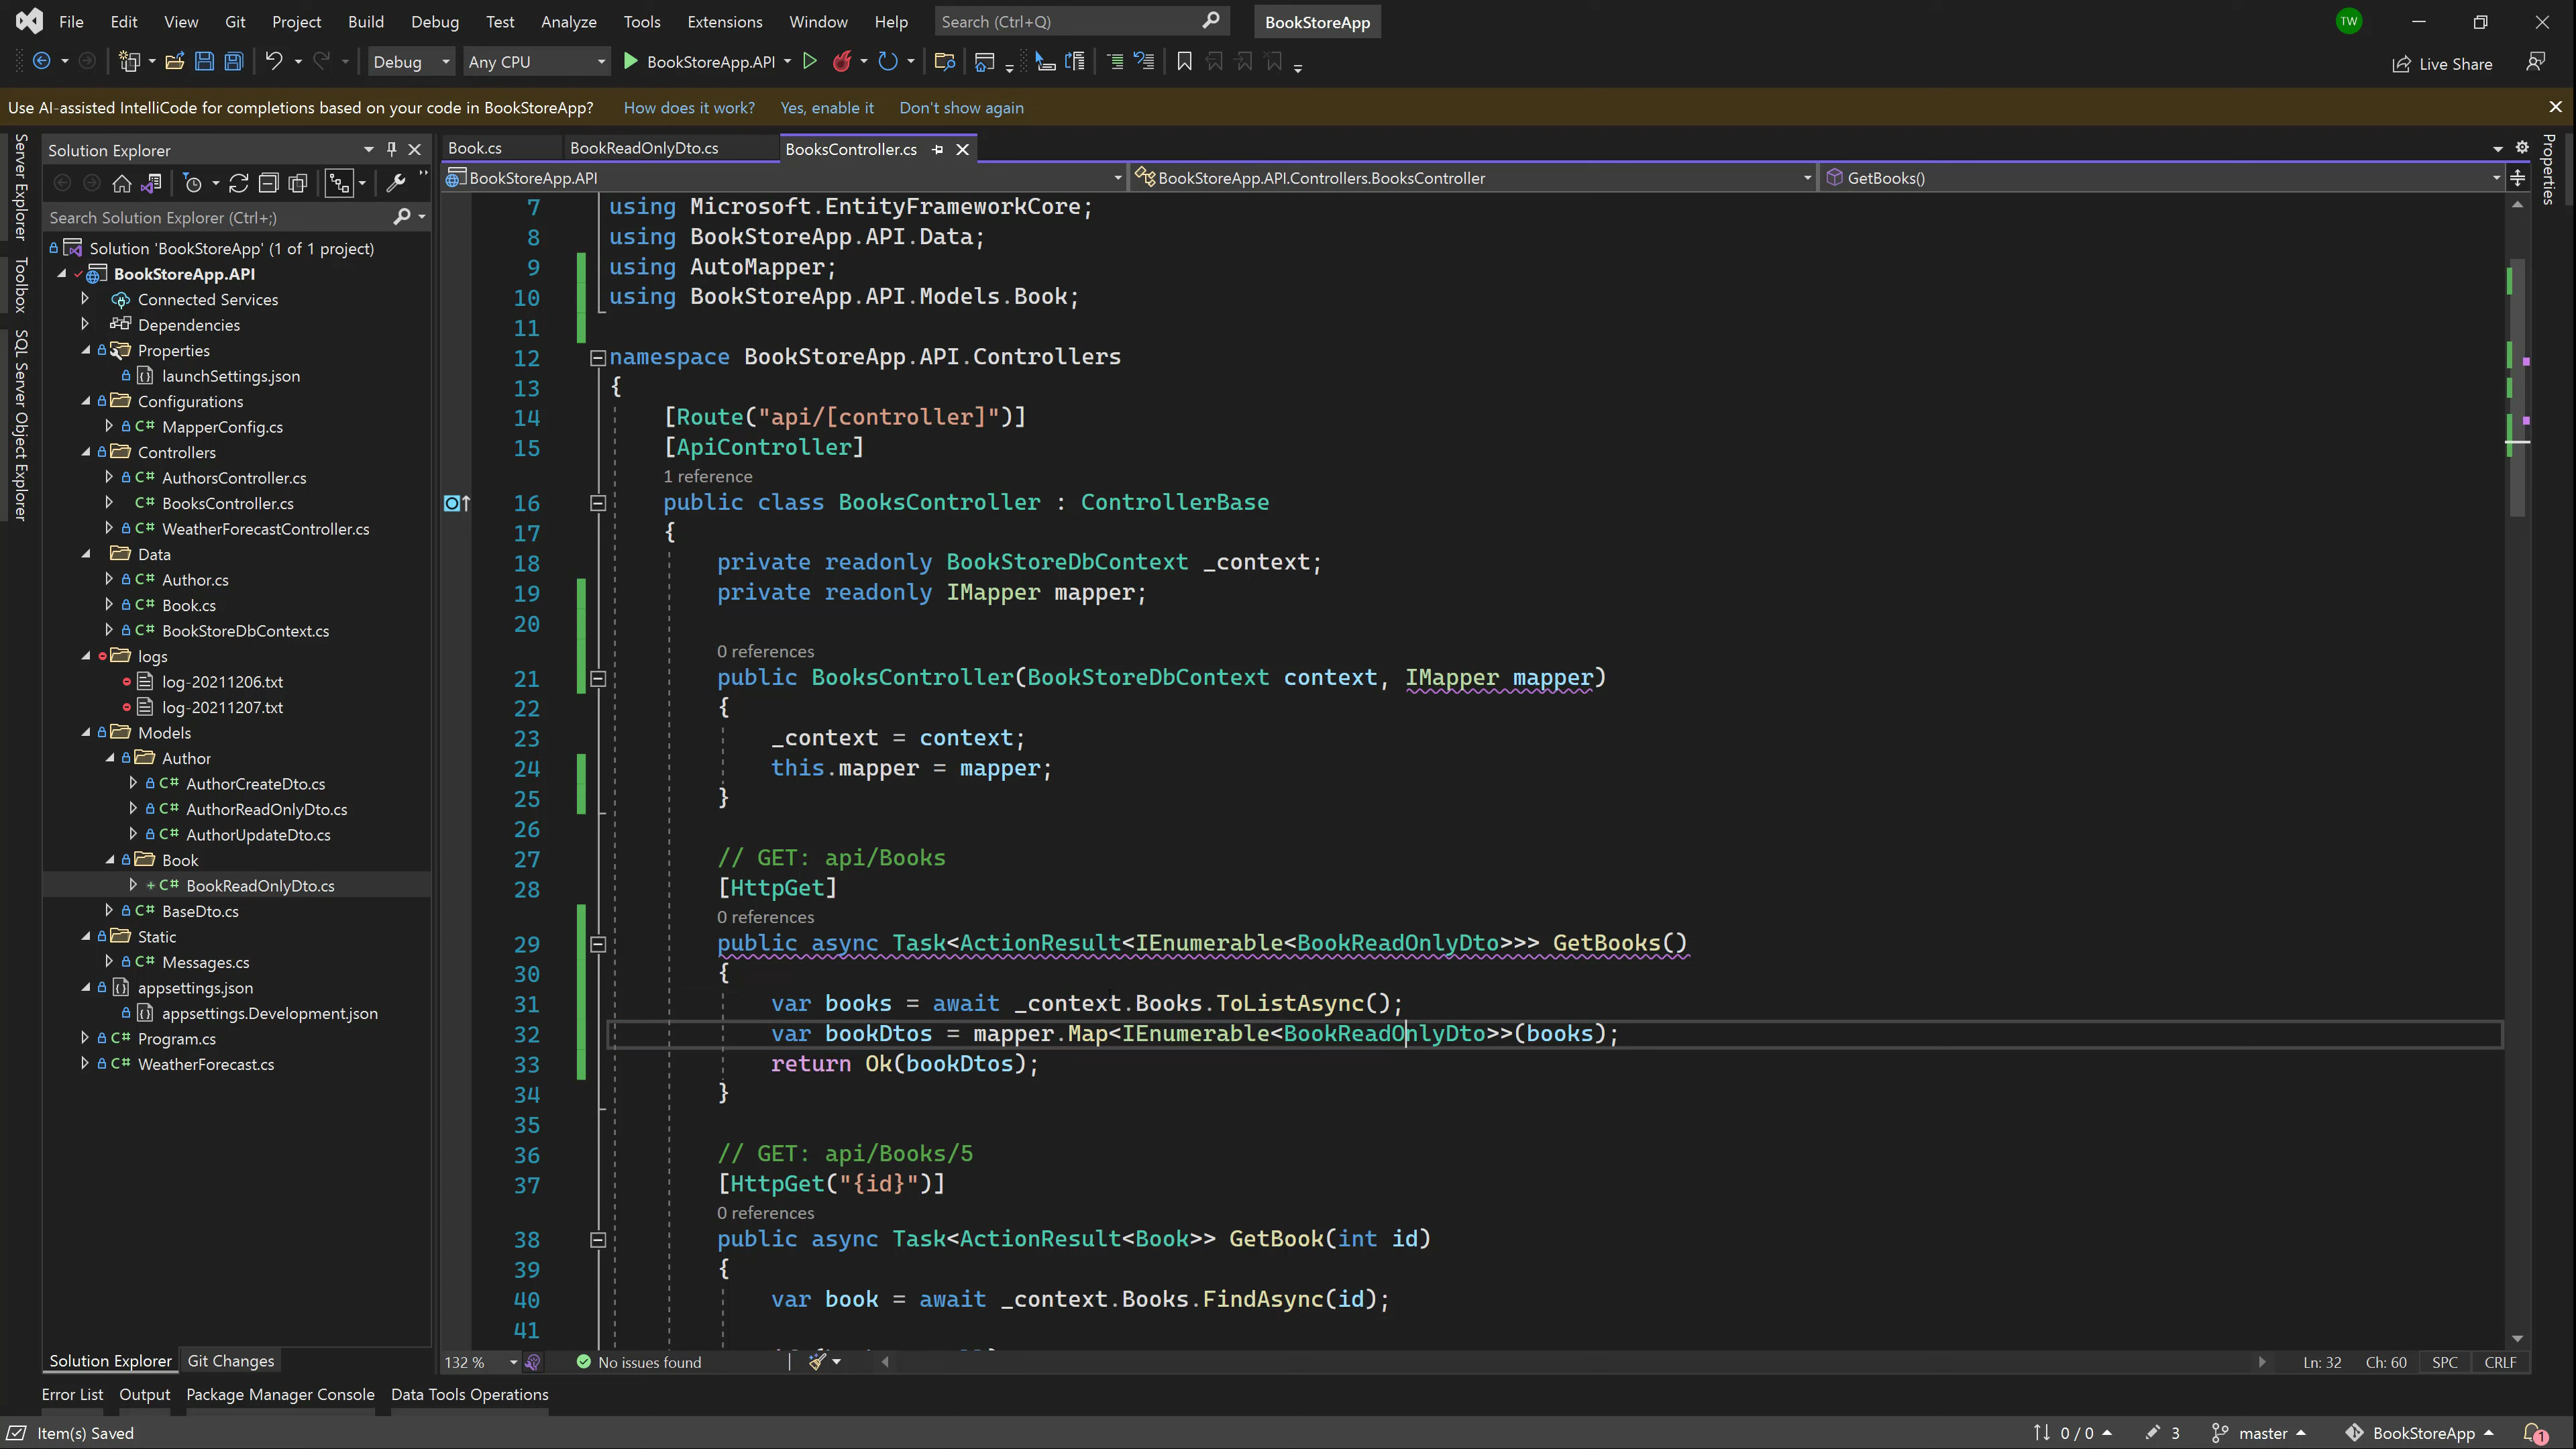 File Edit View Git Project Build Debug Test Analyze Tools Extensions Window Help Search (Ctrl+Q) BookStoreApp TW
Debug Any CPU BookStoreApp.API Live Share
Use AI-assisted IntelliCode for completions based on your code in BookStoreApp? How does it work? Yes, enable it Don't show again
Server Explorer
Toolbox
SQL Server Object Explorer
Solution Explorer
Search Solution Explorer (Ctrl+;)
Solution 'BookStoreApp' (1 of 1 project)
BookStoreApp.API
Connected Services
Dependencies
Properties
launchSettings.json
Configurations
MapperConfig.cs
Controllers
C# AuthorsController.cs
C# BooksController.cs
C# WeatherForecastController.cs
Data
C# Author.cs
C# Book.cs
C# BookStoreDbContext.cs
logs
log-20211206.txt
log-20211207.txt
Models
Author
C# AuthorCreateDto.cs
C# AuthorReadOnlyDto.cs
C# AuthorUpdateDto.cs
Book
C# BookReadOnlyDto.cs
C# BaseDto.cs
Static
C# Messages.cs
appsettings.json
appsettings.Development.json
C# Program.cs
C# WeatherForecast.cs
Solution Explorer Git Changes
Book.cs BookReadOnlyDto.cs BooksController.cs
BookStoreApp.API BookStoreApp.API.Controllers.BooksController GetBooks()
Properties
7 using Microsoft.EntityFrameworkCore;
8 using BookStoreApp.API.Data;
9 using AutoMapper;
10 using BookStoreApp.API.Models.Book;
11
12 namespace BookStoreApp.API.Controllers
13 {
14 [Route("api/[controller]")]
15 [ApiController]
1 reference
16 public class BooksController : ControllerBase
17 {
18 private readonly BookStoreDbContext _context;
19 private readonly IMapper mapper;
20
0 references
21 public BooksController(BookStoreDbContext context, IMapper mapper)
22 {
23 _context = context;
24 this.mapper = mapper;
25 }
26
27 // GET: api/Books
28 [HttpGet]
0 references
29 public async Task<ActionResult<IEnumerable<BookReadOnlyDto>>> GetBooks()
30 {
31 var books = await _context.Books.ToListAsync();
32 var bookDtos = mapper.Map<IEnumerable<BookReadOnlyDto>>(books);
33 return Ok(bookDtos);
34 }
35
36 // GET: api/Books/5
37 [HttpGet("{id}")]
0 references
38 public async Task<ActionResult<Book>> GetBook(int id)
39 {
40 var book = await _context.Books.FindAsync(id);
41
132 % No issues found Ln: 32 Ch: 60 SPC CRLF
Error List Output Package Manager Console Data Tools Operations
Item(s) Saved 0 / 0 3 master BookStoreApp 1